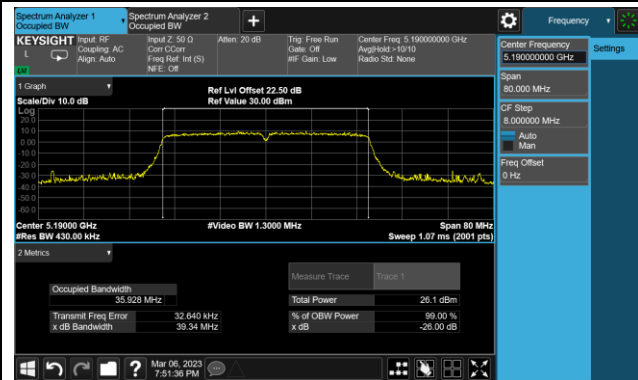 Spectrum Analyzer 1
Occupied BW
Spectrum Analyzer 2
Occupied BW
Frequency
KEYSIGHT
L
Input: RF
Coupling: AC
Align: Auto
Input Z: 50 Ω
Corr CCorr
Freq Ref: Int (S)
NFE: Off
Atten: 20 dB
Trig: Free Run
Gate: Off
#IF Gain: Low
Center Freq: 5.190000000 GHz
Avg|Hold:>10/10
Radio Std: None
Center Frequency
5.190000000 GHz
Settings
Span
80.000 MHz
CF Step
8.000000 MHz
Auto
Man
Freq Offset
0 Hz
1 Graph
Scale/Div 10.0 dB
Ref Lvl Offset 22.50 dB
Ref Value 30.00 dBm
Log
20.0
10.0
0.00
-10.0
-20.0
-30.0
-40.0
-50.0
-60.0
Center 5.19000 GHz
#Res BW 430.00 kHz
#Video BW 1.3000 MHz
Span 80 MHz
Sweep 1.07 ms (2001 pts)
2 Metrics
Measure Trace
Trace 1
Occupied Bandwidth
35.928 MHz
Total Power
26.1 dBm
Transmit Freq Error
32.640 kHz
% of OBW Power
99.00 %
x dB Bandwidth
39.34 MHz
x dB
-26.00 dB
Mar 06, 2023
7:51:36 PM